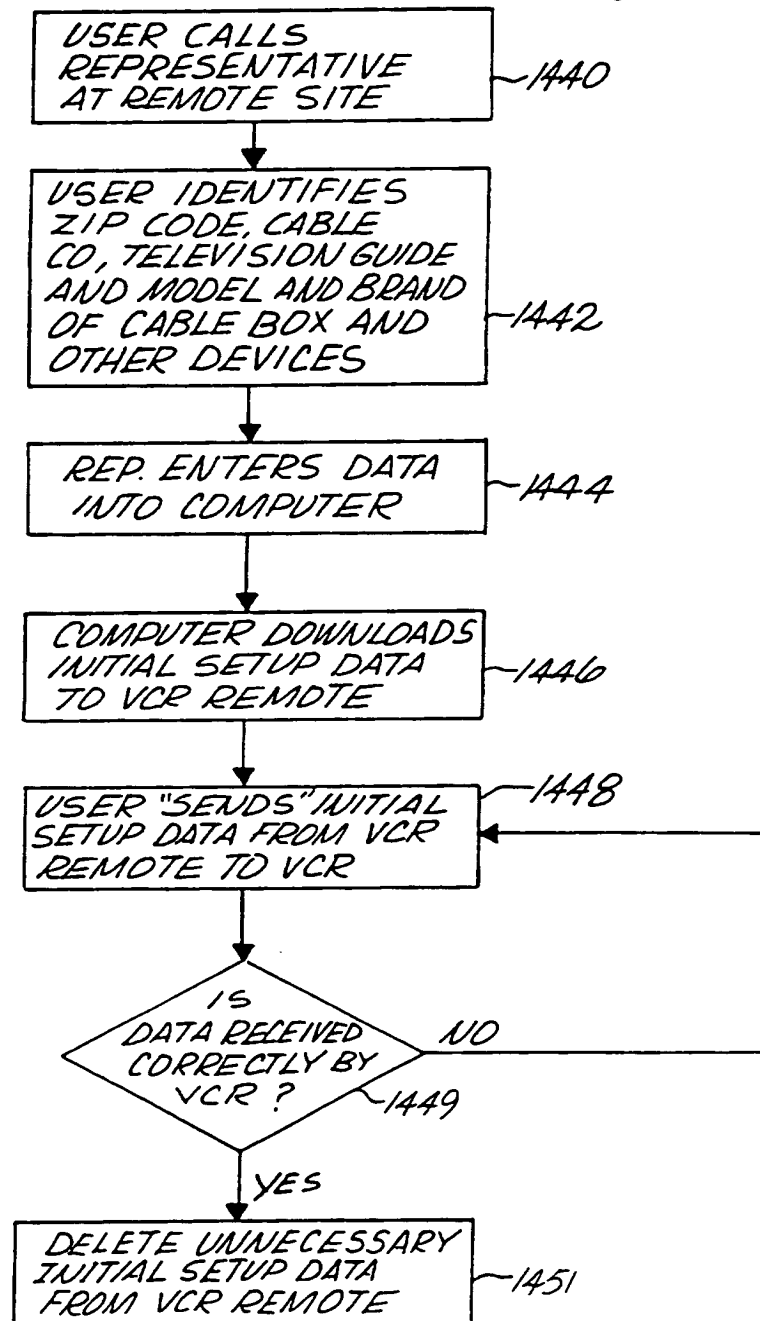 USER CALLS
REPRESENTATIVE
AT REMOTE SITE
1440
USER IDENTIFIES
ZIP CODE, CABLE
CO, TELEVISION GUIDE
AND MODEL AND BRAND
OF CABLE BOX AND
OTHER DEVICES
1442
REP. ENTERS DATA
INTO COMPUTER
1444
COMPUTER DOWNLOADS
INITIAL SETUP DATA
TO VCR REMOTE
1446
USER "SENDS" INITIAL
SETUP DATA FROM VCR
REMOTE TO VCR
1448
IS
DATA RECEIVED
CORRECTLY BY
VCR ?
NO
1449
YES
DELETE UNNECESSARY
INITIAL SETUP DATA
FROM VCR REMOTE
1451